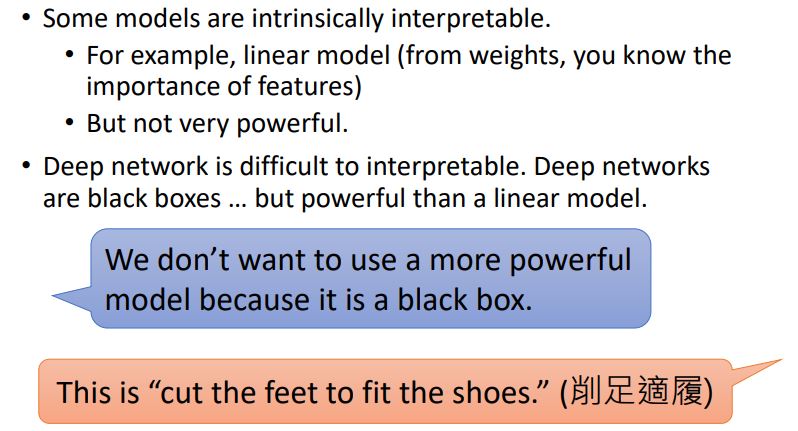 • Some models are intrinsically interpretable.
• For example, linear model (from weights, you know the
importance of features)
• But not very powerful.
• Deep network is difficult to interpretable. Deep networks
are black boxes … but powerful than a linear model.
We don’t want to use a more powerful
model because it is a black box.
This is “cut the feet to fit the shoes.” (削足適履)